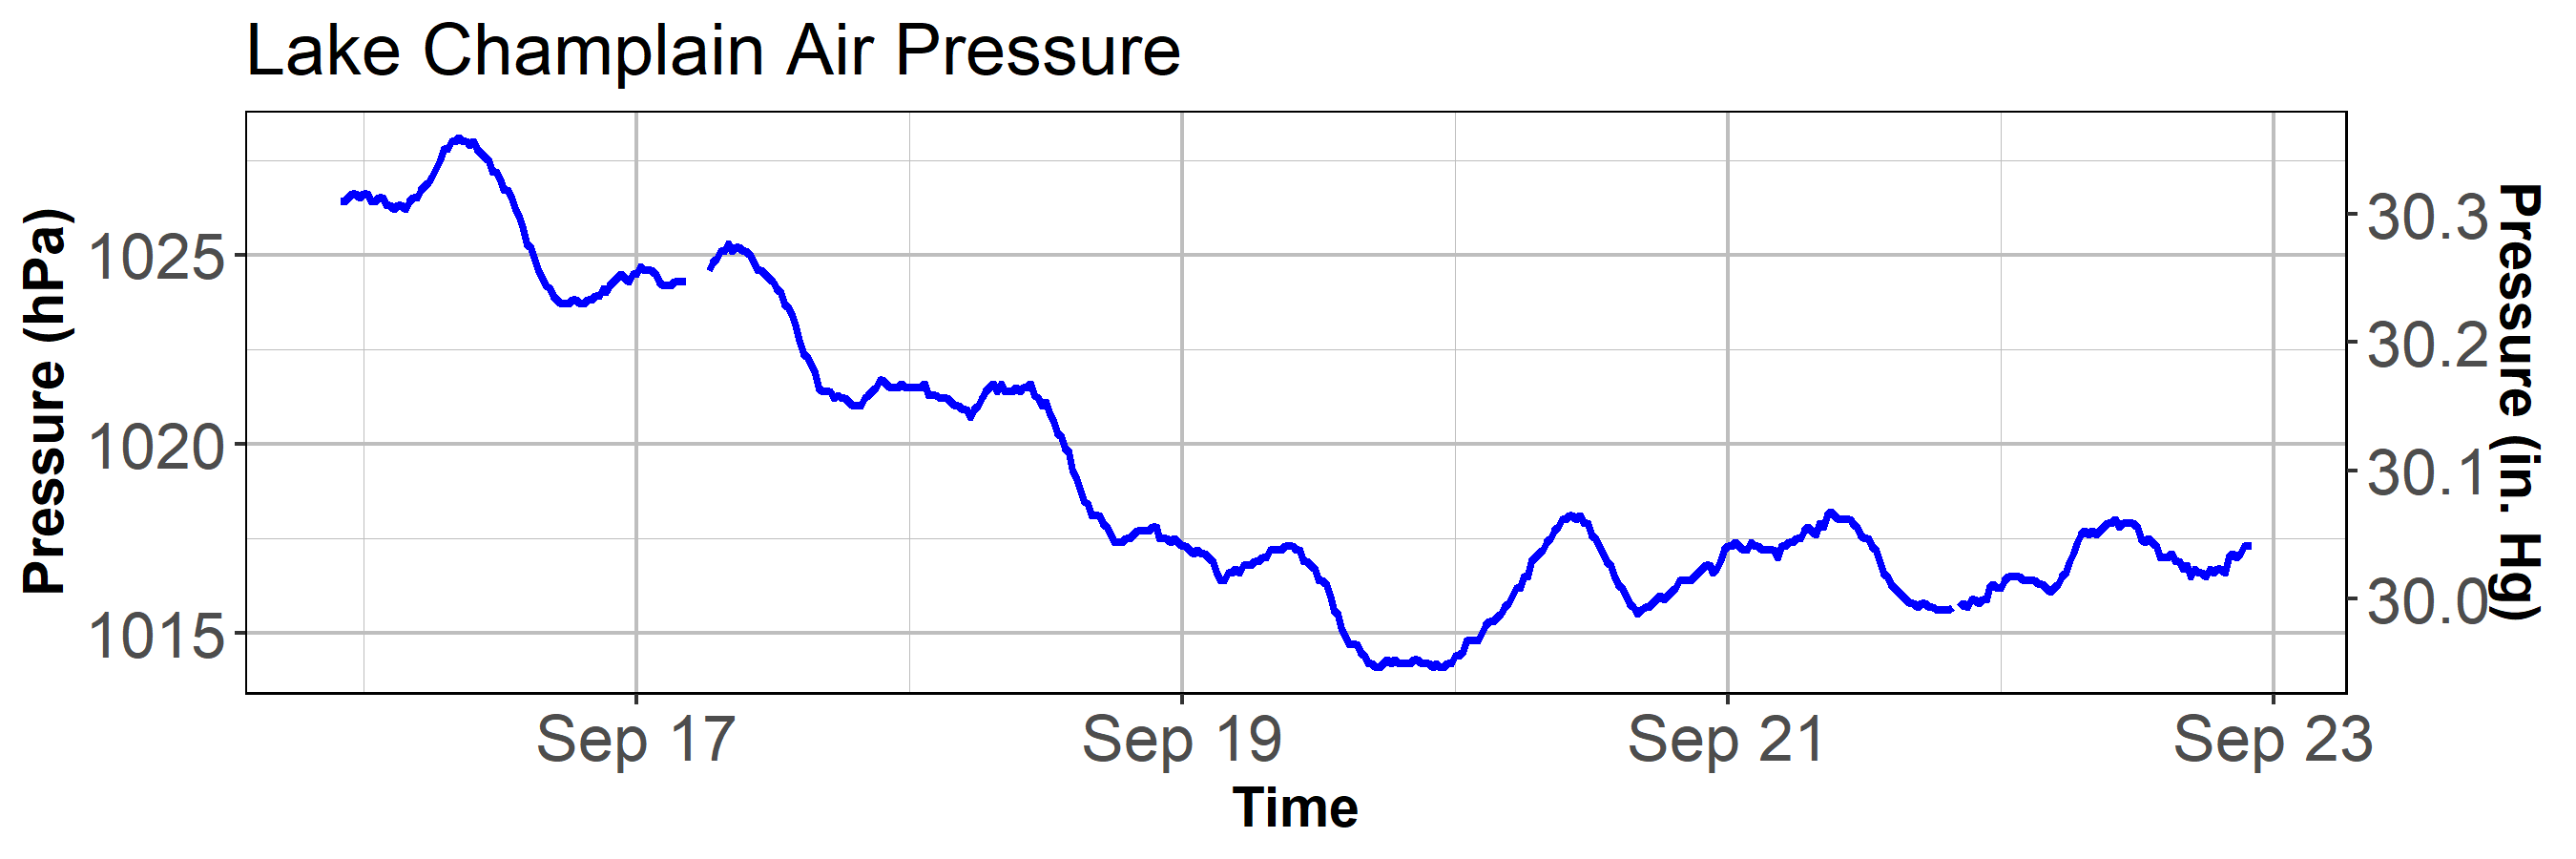 Lake Champlain Air Pressure
Pressure (hPa)
1025
1020
1015
30.3
30.2
30.1
30.0
Pressure (in. Hg)
Sep 17
Sep 19
Sep 21
Sep 23
Time